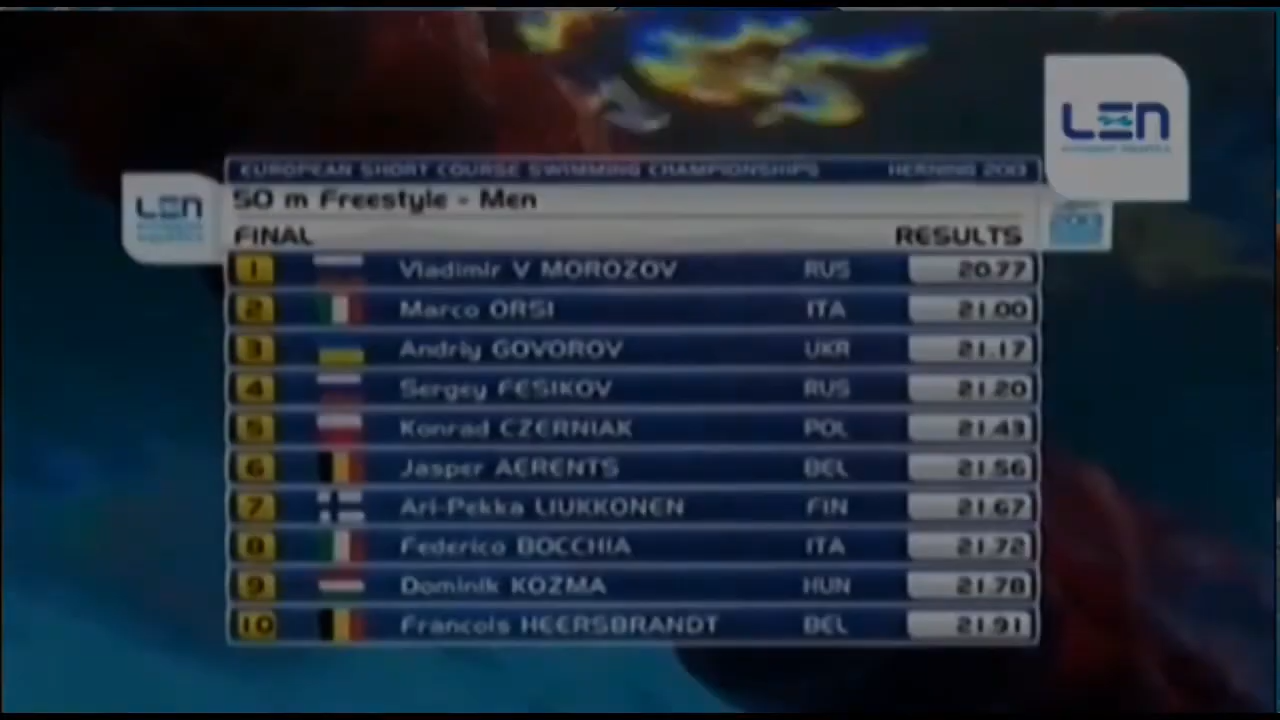 LEN
EUROPEAN SHORT COURSE SWIMMING CHAMPIONSHIPS HERNING 2013
LEN
50 m Freestyle - Men
2013
FINAL RESULTS
1 Vladimir V MOROZOV RUS 20.77
2 Marco ORSI ITA 21.00
3 Andriy GOVOROV UKR 21.17
4 Sergey FESIKOV RUS 21.20
5 Konrad CZERNIAK POL 21.43
6 Jasper AERENTS BEL 21.56
7 Ari-Pekka LIUKKONEN FIN 21.67
8 Federico BOCCHIA ITA 21.72
9 Dominik KOZMA HUN 21.78
10 Francois HEERSBRANDT BEL 21.91